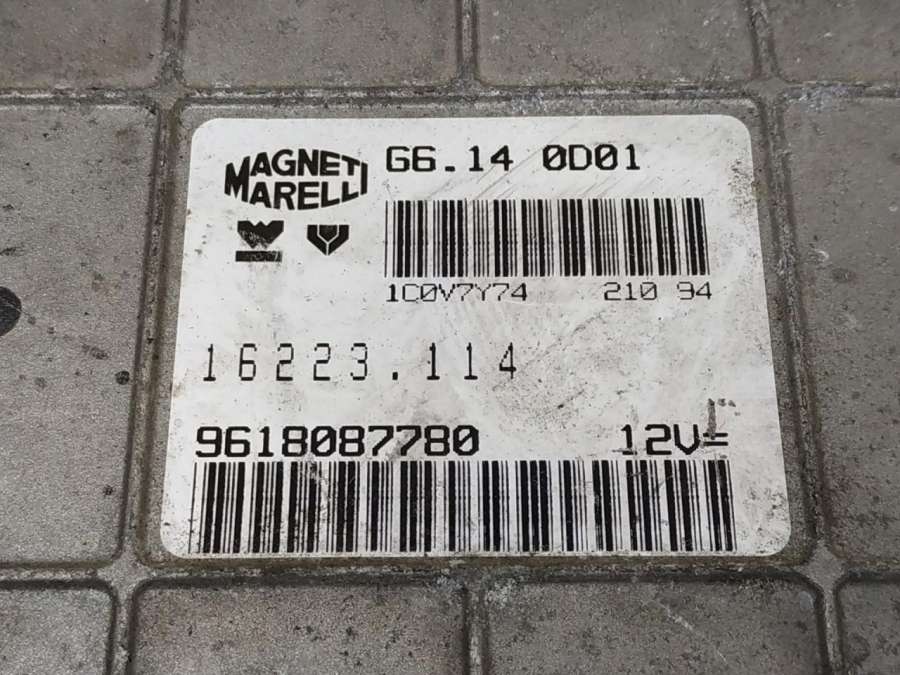 MAGNETI
MARELLI
G6.14 0D01
1C0V7Y74 210 94
16223.114
9618087780 12V=